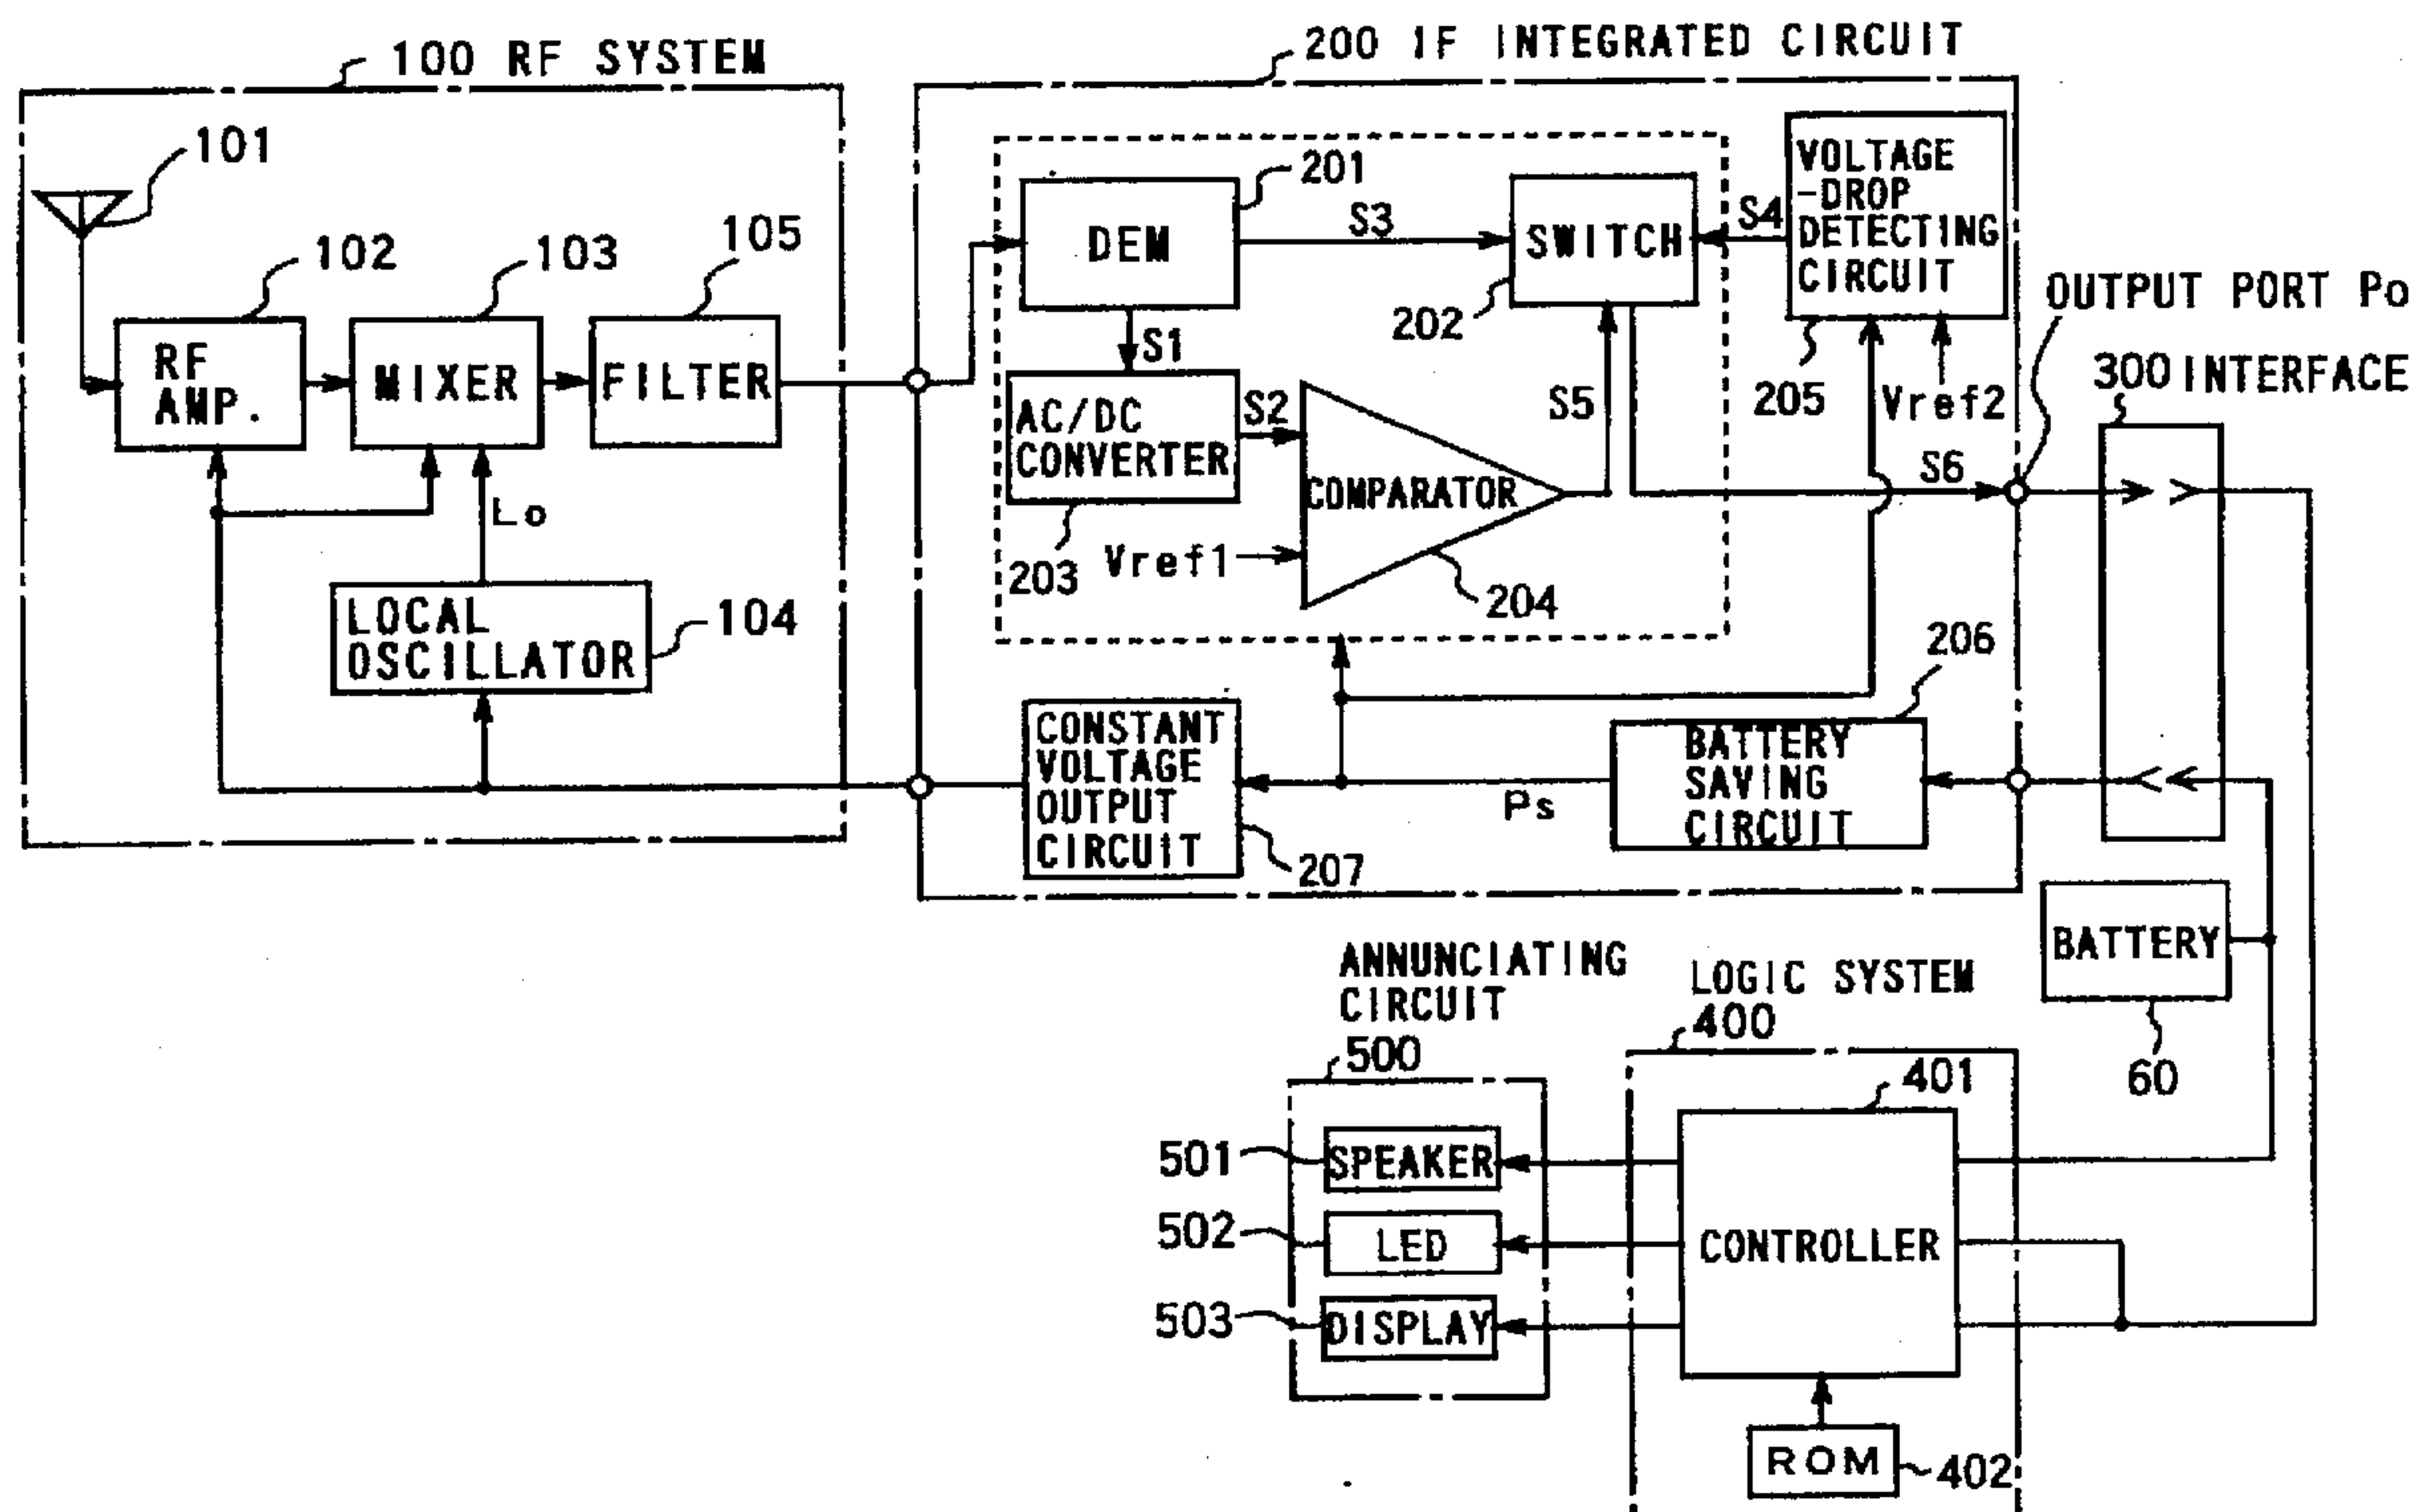 100 RF SYSTEM
101
102
RF
AMP.
103
MIXER
105
FILTER
Lo
LOCAL
OSCILLATOR
104
200 IF INTEGRATED CIRCUIT
201
DEM
S3
SWITCH
202
S4
VOLTAGE
-DROP
DETECTING
CIRCUIT
205
Vref2
S1
AC/DC
CONVERTER
203
S2
COMPARATOR
Vref1
204
S5
S6
OUTPUT PORT Po
300 INTERFACE
206
BATTERY
SAVING
CIRCUIT
Ps
CONSTANT
VOLTAGE
OUTPUT
CIRCUIT
207
BATTERY
60
ANNUNCIATING
CIRCUIT
500
501
SPEAKER
502
LED
503
DISPLAY
LOGIC SYSTEM
400
401
CONTROLLER
ROM
402